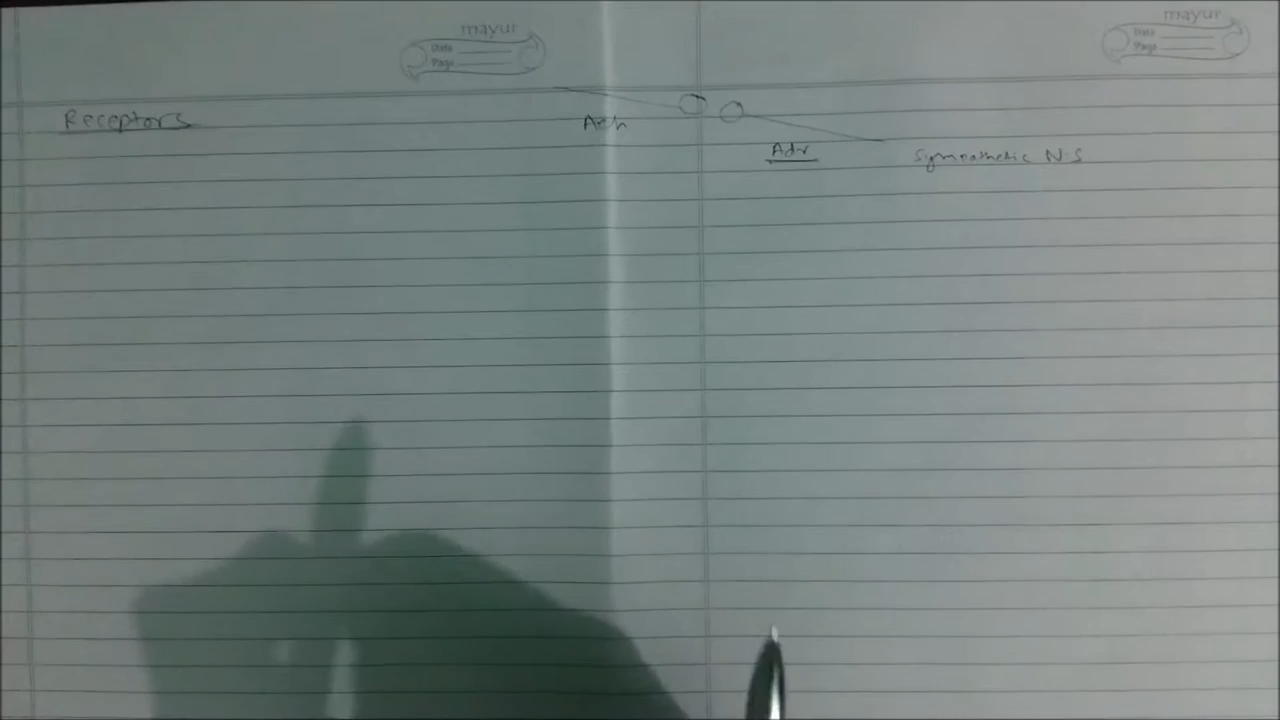 mayur
Date
Page
mayur
Date
Page
Receptors
Ach
Adr
Sympathetic N.S